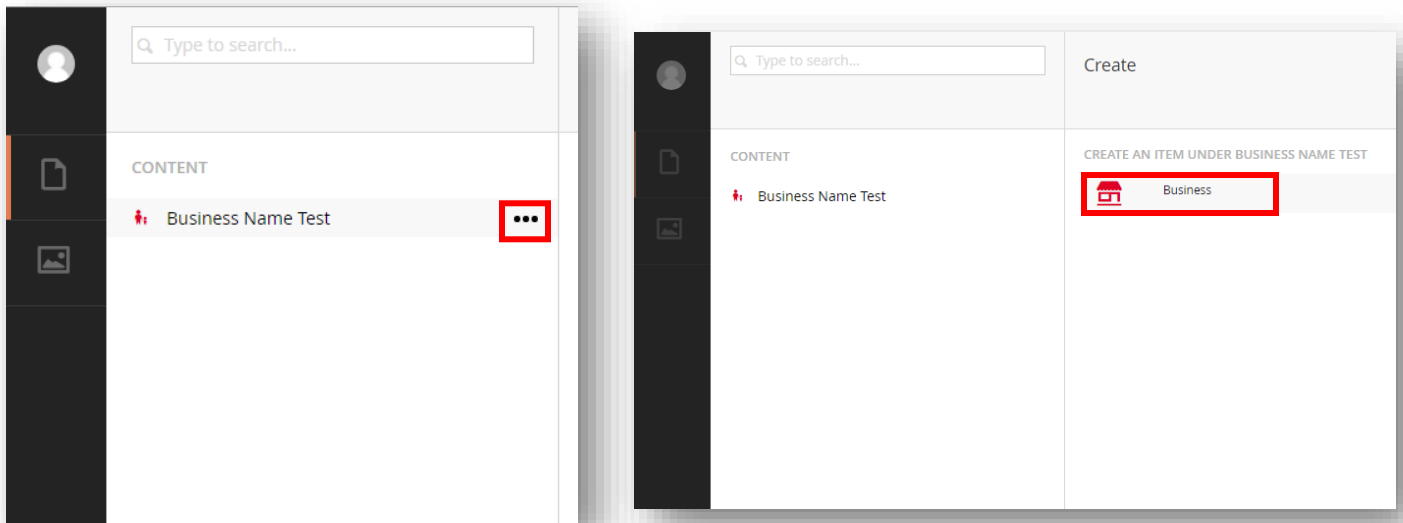 Type to search...
CONTENT
Business Name Test
Type to search...
Create
CONTENT
CREATE AN ITEM UNDER BUSINESS NAME TEST
Business Name Test
Business